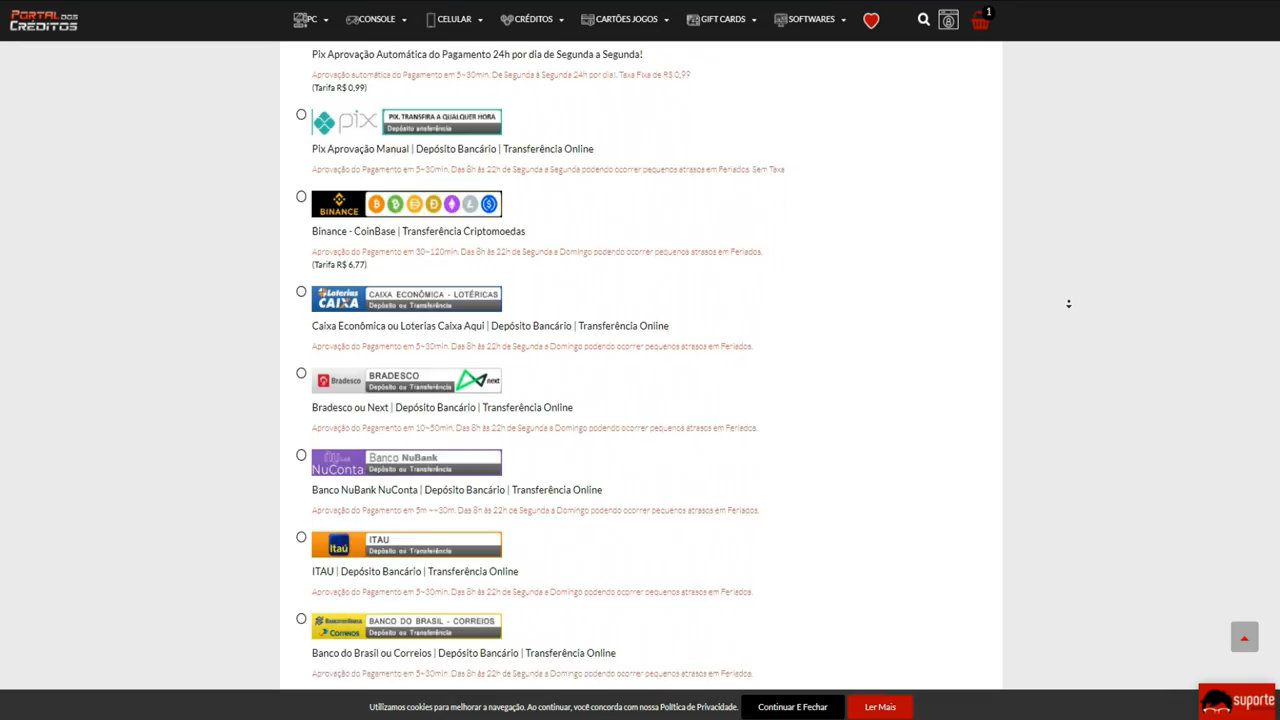 PORTAL DOS
CRÉDITOS
PC
CONSOLE
CELULAR
CRÉDITOS
CARTÕES JOGOS
GIFT CARDS
SOFTWARES
1
Pix Aprovação Automática do Pagamento 24h por dia de Segunda a Segunda!
Aprovação automática do Pagamento em 5~30min. De Segunda à Segunda 24h por dia!. Taxa Fixa de R$ 0,99
(Tarifa R$ 0,99)
pix
PIX. TRANSFIRA A QUALQUER HORA
Pix Aprovação Manual | Depósito Bancário | Transferência Online
Aprovação do Pagamento em 5~30min. Das 8h às 22h de Segunda a Segunda podendo ocorrer pequenos atrasos em Feriados. Sem Taxa
BINANCE
Binance - CoinBase | Transferência Criptomoedas
Aprovação do Pagamento em 30~120min. Das 8h às 22h de Segunda a Domingo podendo ocorrer pequenos atrasos em Feriados.
(Tarifa R$ 6,77)
Loterias CAIXA
CAIXA ECONÔMICA - LOTÉRICAS
Depósito ou Transferência
Caixa Econômica ou Loterias Caixa Aqui | Depósito Bancário | Transferência Online
Aprovação do Pagamento em 5~30min. Das 8h às 22h de Segunda a Domingo podendo ocorrer pequenos atrasos em Feriados.
Bradesco
BRADESCO
Depósito ou Transferência
next
Bradesco ou Next | Depósito Bancário | Transferência Online
Aprovação do Pagamento em 10~50min. Das 8h às 22h de Segunda a Domingo podendo ocorrer pequenos atrasos em Feriados.
NuConta
Banco NuBank
Depósito ou Transferência
Banco NuBank NuConta | Depósito Bancário | Transferência Online
Aprovação do Pagamento em 5m ~~30m. Das 8h às 22h de Segunda a Domingo podendo ocorrer pequenos atrasos em Feriados.
Itaú
ITAU
Depósito ou Transferência
ITAU | Depósito Bancário | Transferência Online
Aprovação do Pagamento em 5~30min. Das 8h às 22h de Segunda a Domingo podendo ocorrer pequenos atrasos em Feriados.
Correios
BANCO DO BRASIL - CORREIOS
Depósito ou Transferência
Banco do Brasil ou Correios | Depósito Bancário | Transferência Online
Aprovação do Pagamento em 5~30min. Das 8h às 22h de Segunda a Domingo podendo ocorrer pequenos atrasos em Feriados.
Utilizamos cookies para melhorar a navegação. Ao continuar, você concorda com nossa Política de Privacidade.
Continuar E Fechar
Ler Mais
suporte